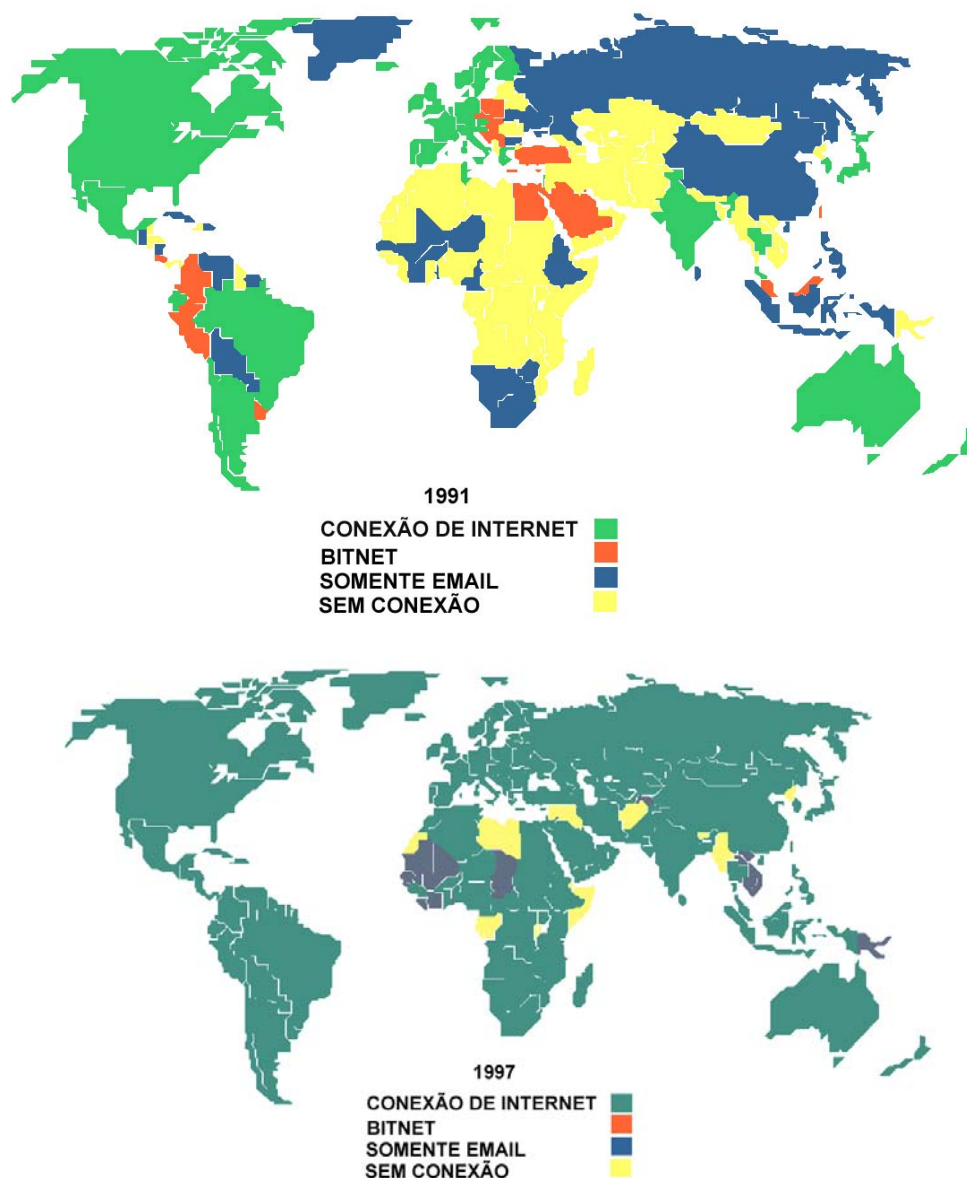 1991
CONEXÃO DE INTERNET
BITNET
SOMENTE EMAIL
SEM CONEXÃO
1997
CONEXÃO DE INTERNET
BITNET
SOMENTE EMAIL
SEM CONEXÃO